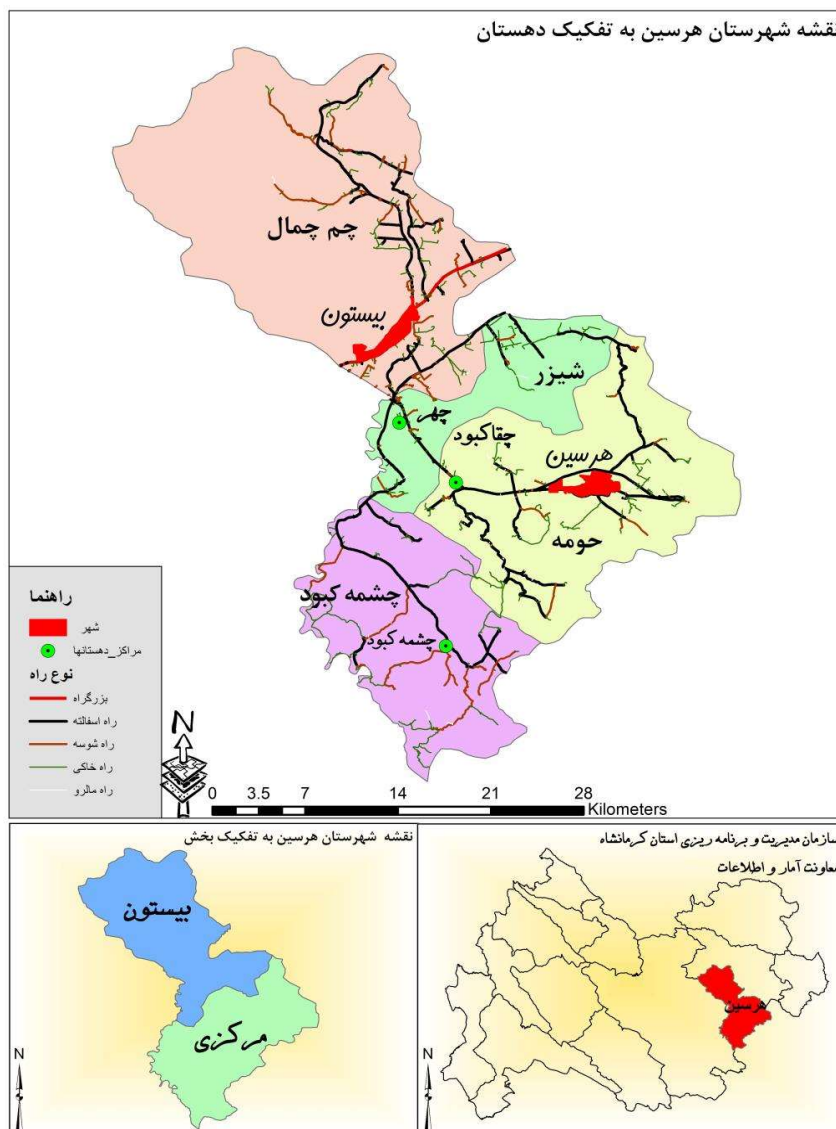 نقشه شهرستان هرسین به تفکیک دهستان
چم چمال
بیستون
شیزر
چهر
چقاکبود
هرسین
حومه
چشمه کبود
چشمه کبود
راهنما
شهر
مراکز_دهستانها
نوع راه
بزرگراه
راه اسفالته
راه شوسه
راه خاکی
راه مالرو
N
0 3.5 7 14 21 28
Kilometers
نقشه شهرستان هرسین به تفکیک بخش
بیستون
مرکزی
N
سازمان مدیریت و برنامه ریزی استان کرمانشاه
معاونت آمار و اطلاعات
هرسین
N